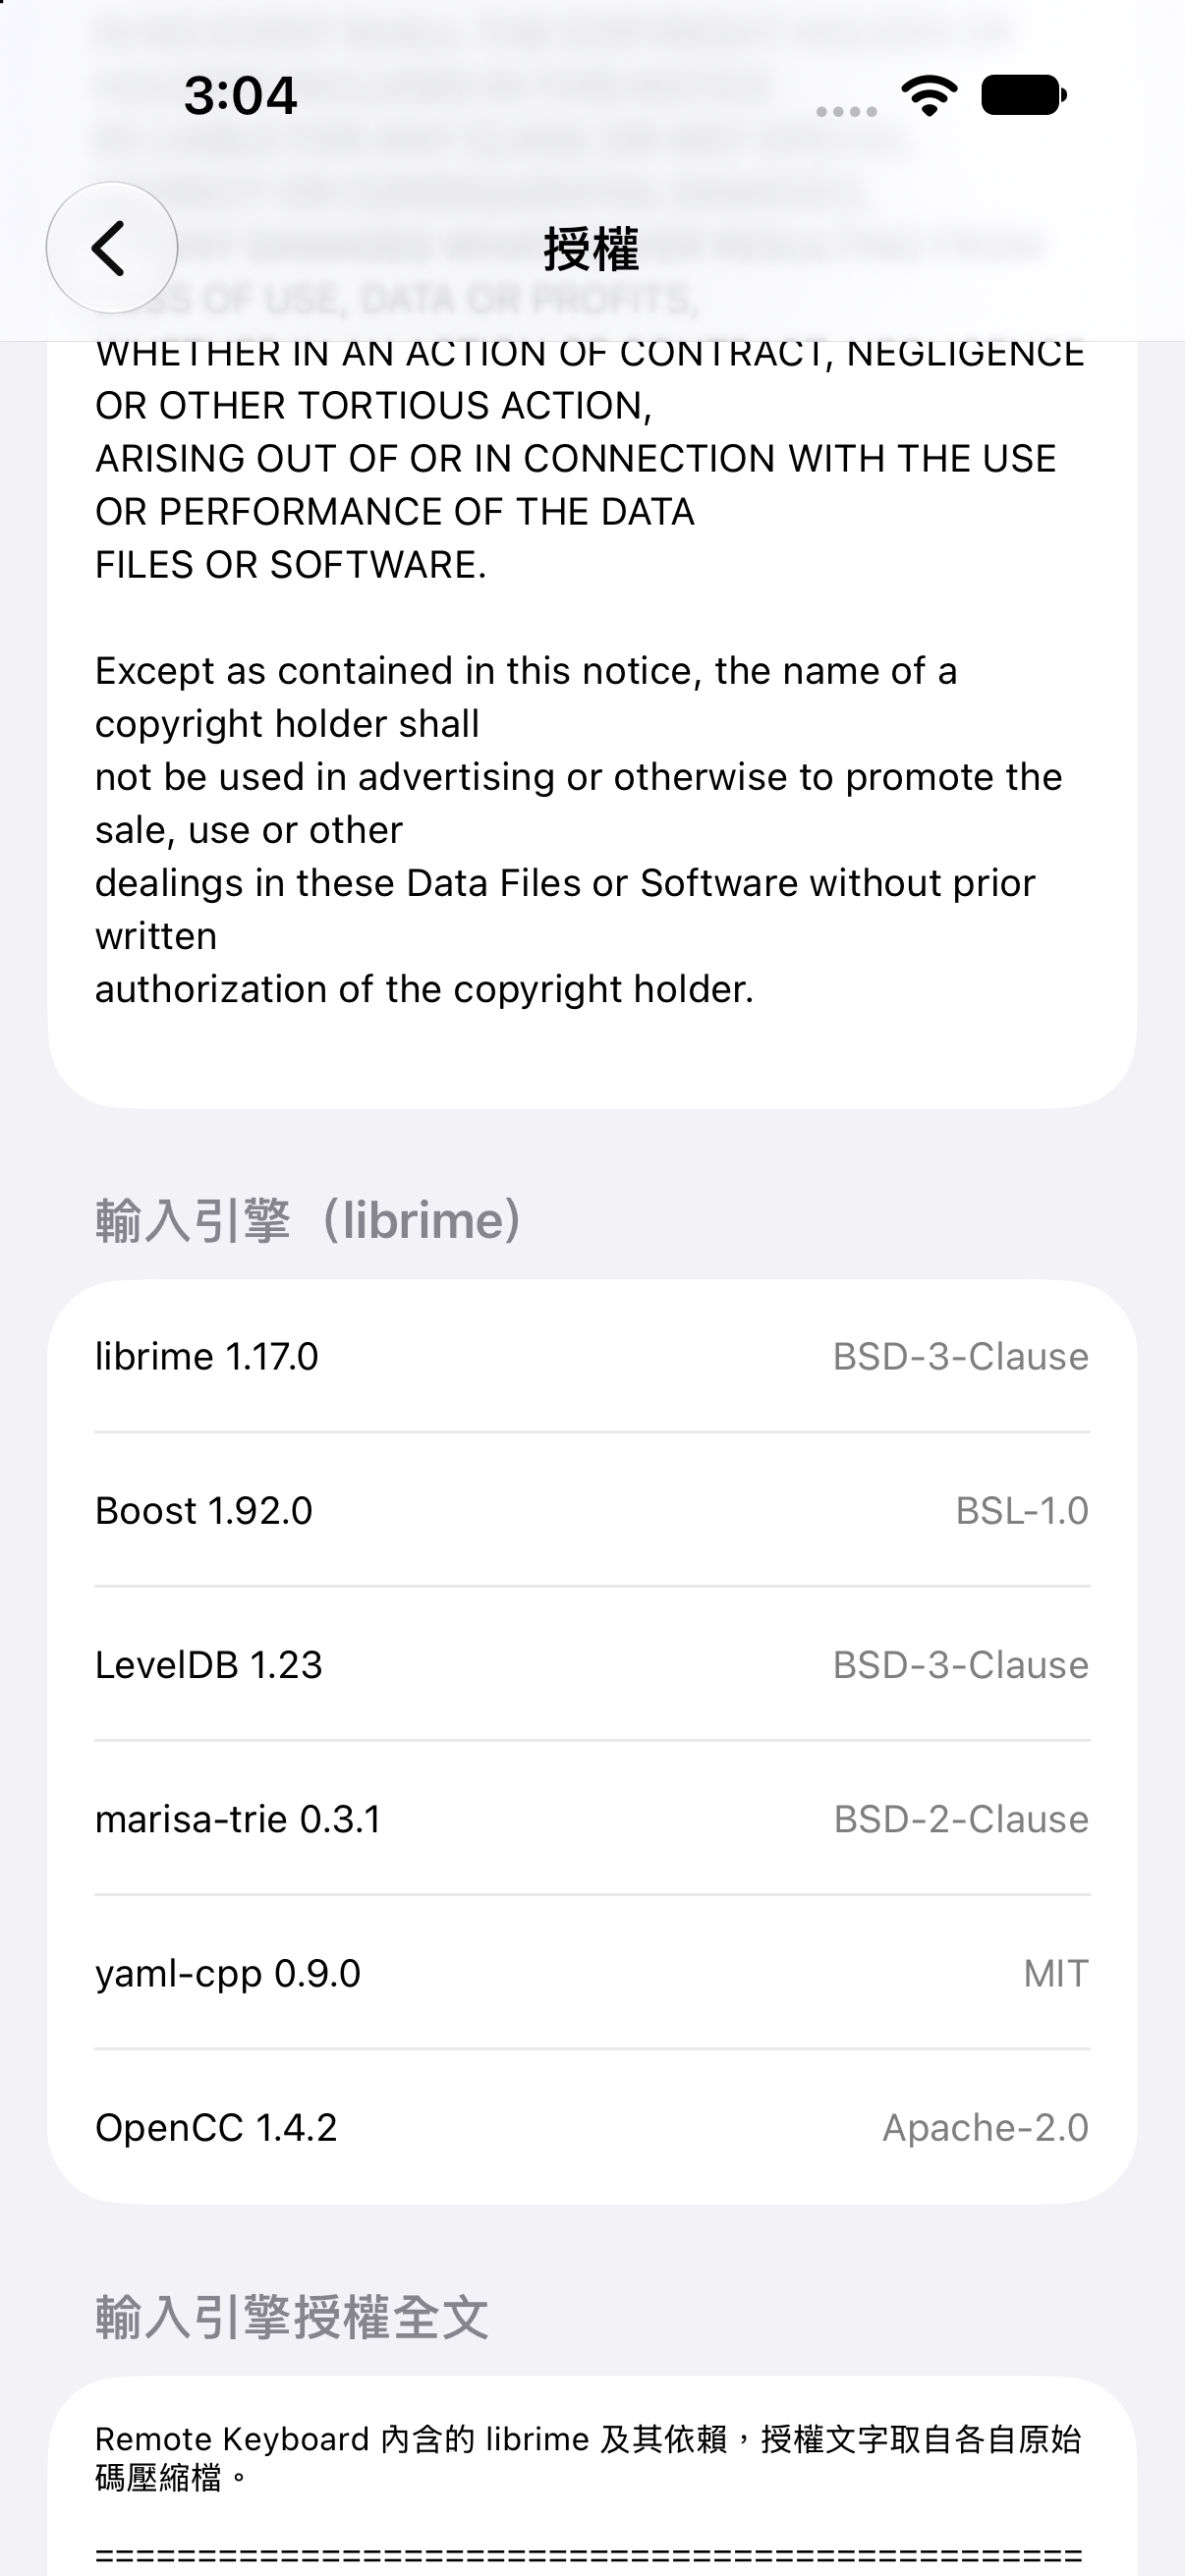 3:04
授權
LOSS OF USE, DATA OR PROFITS,
WHETHER IN AN ACTION OF CONTRACT, NEGLIGENCE
OR OTHER TORTIOUS ACTION,
ARISING OUT OF OR IN CONNECTION WITH THE USE
OR PERFORMANCE OF THE DATA
FILES OR SOFTWARE.
Except as contained in this notice, the name of a
copyright holder shall
not be used in advertising or otherwise to promote the
sale, use or other
dealings in these Data Files or Software without prior
written
authorization of the copyright holder.
輸入引擎（librime）
librime 1.17.0 BSD-3-Clause
Boost 1.92.0 BSL-1.0
LevelDB 1.23 BSD-3-Clause
marisa-trie 0.3.1 BSD-2-Clause
yaml-cpp 0.9.0 MIT
OpenCC 1.4.2 Apache-2.0
輸入引擎授權全文
Remote Keyboard 內含的 librime 及其依賴，授權文字取自各自原始
碼壓縮檔。
================================================